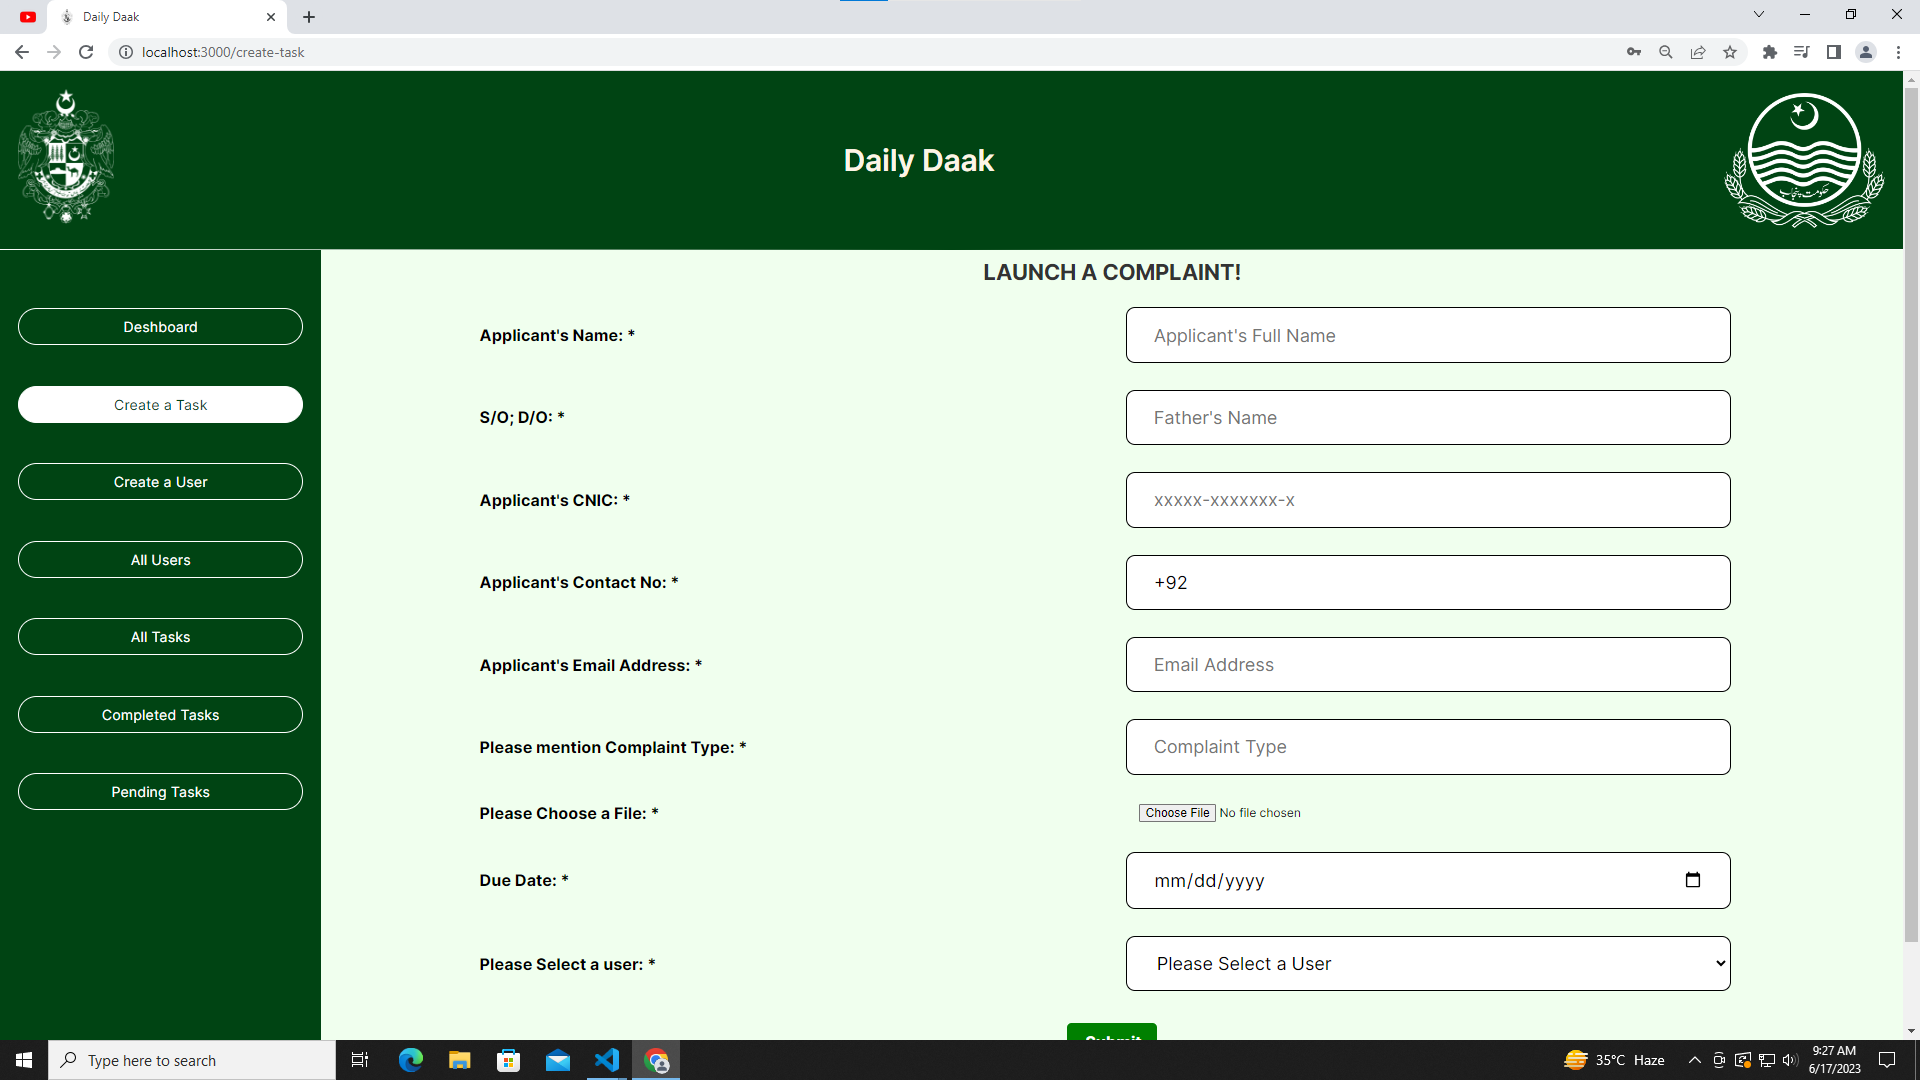 Daily Daak
localhost:3000/create-task
Daily Daak
حکومت پنجاب
Deshboard
Create a Task
Create a User
All Users
All Tasks
Completed Tasks
Pending Tasks
LAUNCH A COMPLAINT!
Applicant's Name: * Applicant's Full Name
S/O; D/O: * Father's Name
Applicant's CNIC: * xxxxx-xxxxxxx-x
Applicant's Contact No: * +92
Applicant's Email Address: * Email Address
Please mention Complaint Type: * Complaint Type
Please Choose a File: * Choose File No file chosen
Due Date: * mm/dd/yyyy
Please Select a user: * Please Select a User
Submit
Type here to search
35°C Haze
9:27 AM
6/17/2023